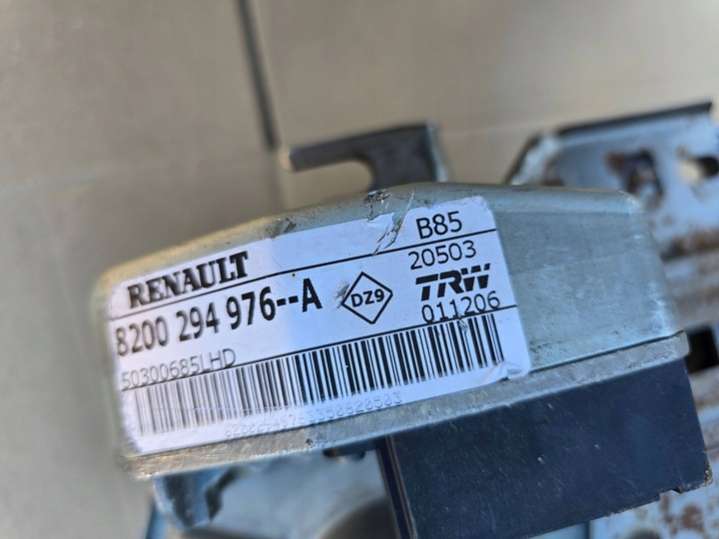 RENAULT
B85
8200 294 976--A
DZ9
20503
TRW
011206
50300685LHD